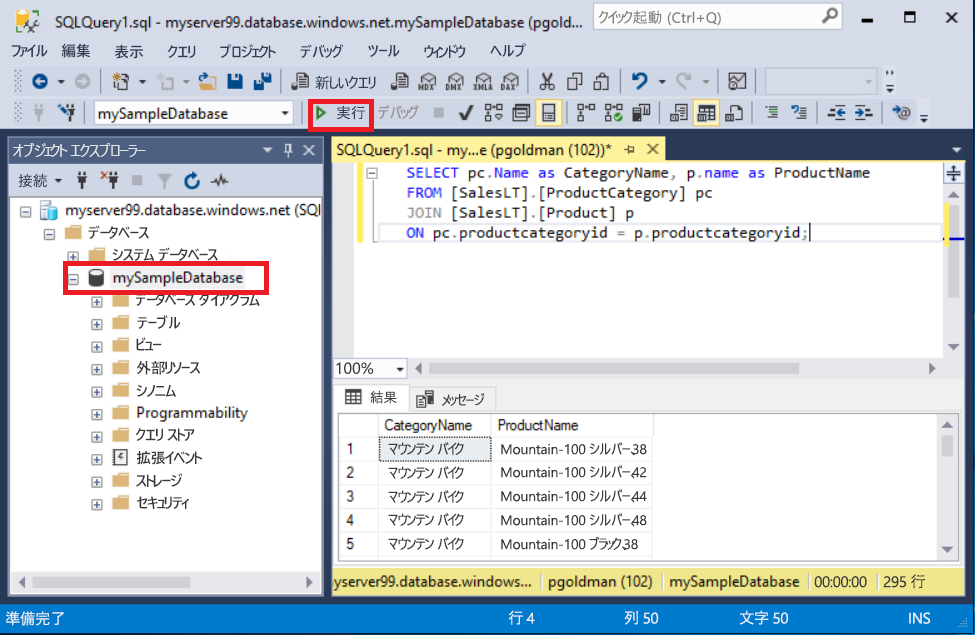 SQLQuery1.sql - myserver99.database.windows.net.mySampleDatabase (pgold...
クイック起動 (Ctrl+Q)
ファイル 編集 表示 クエリ プロジェクト デバッグ ツール ウィンドウ ヘルプ
新しいクエリ MDX DMX XMLA DAX
mySampleDatabase 実行 デバッグ
オブジェクト エクスプローラー
接続
myserver99.database.windows.net (SQl
データベース
システム データベース
mySampleDatabase
データベース ダイアグラム
テーブル
ビュー
外部リソース
シノニム
Programmability
クエリ ストア
拡張イベント
ストレージ
セキュリティ
SQLQuery1.sql - my...e (pgoldman (102))*
SELECT pc.Name as CategoryName, p.name as ProductName
FROM [SalesLT].[ProductCategory] pc
JOIN [SalesLT].[Product] p
ON pc.productcategoryid = p.productcategoryid;
100%
結果 メッセージ
CategoryName ProductName
1 マウンテン バイク Mountain-100 シルバー､38
2 マウンテン バイク Mountain-100 シルバー､42
3 マウンテン バイク Mountain-100 シルバー､44
4 マウンテン バイク Mountain-100 シルバー､48
5 マウンテン バイク Mountain-100 ブラック､38
yserver99.database.windows... pgoldman (102) mySampleDatabase 00:00:00 295 行
準備完了 行 4 列 50 文字 50 INS